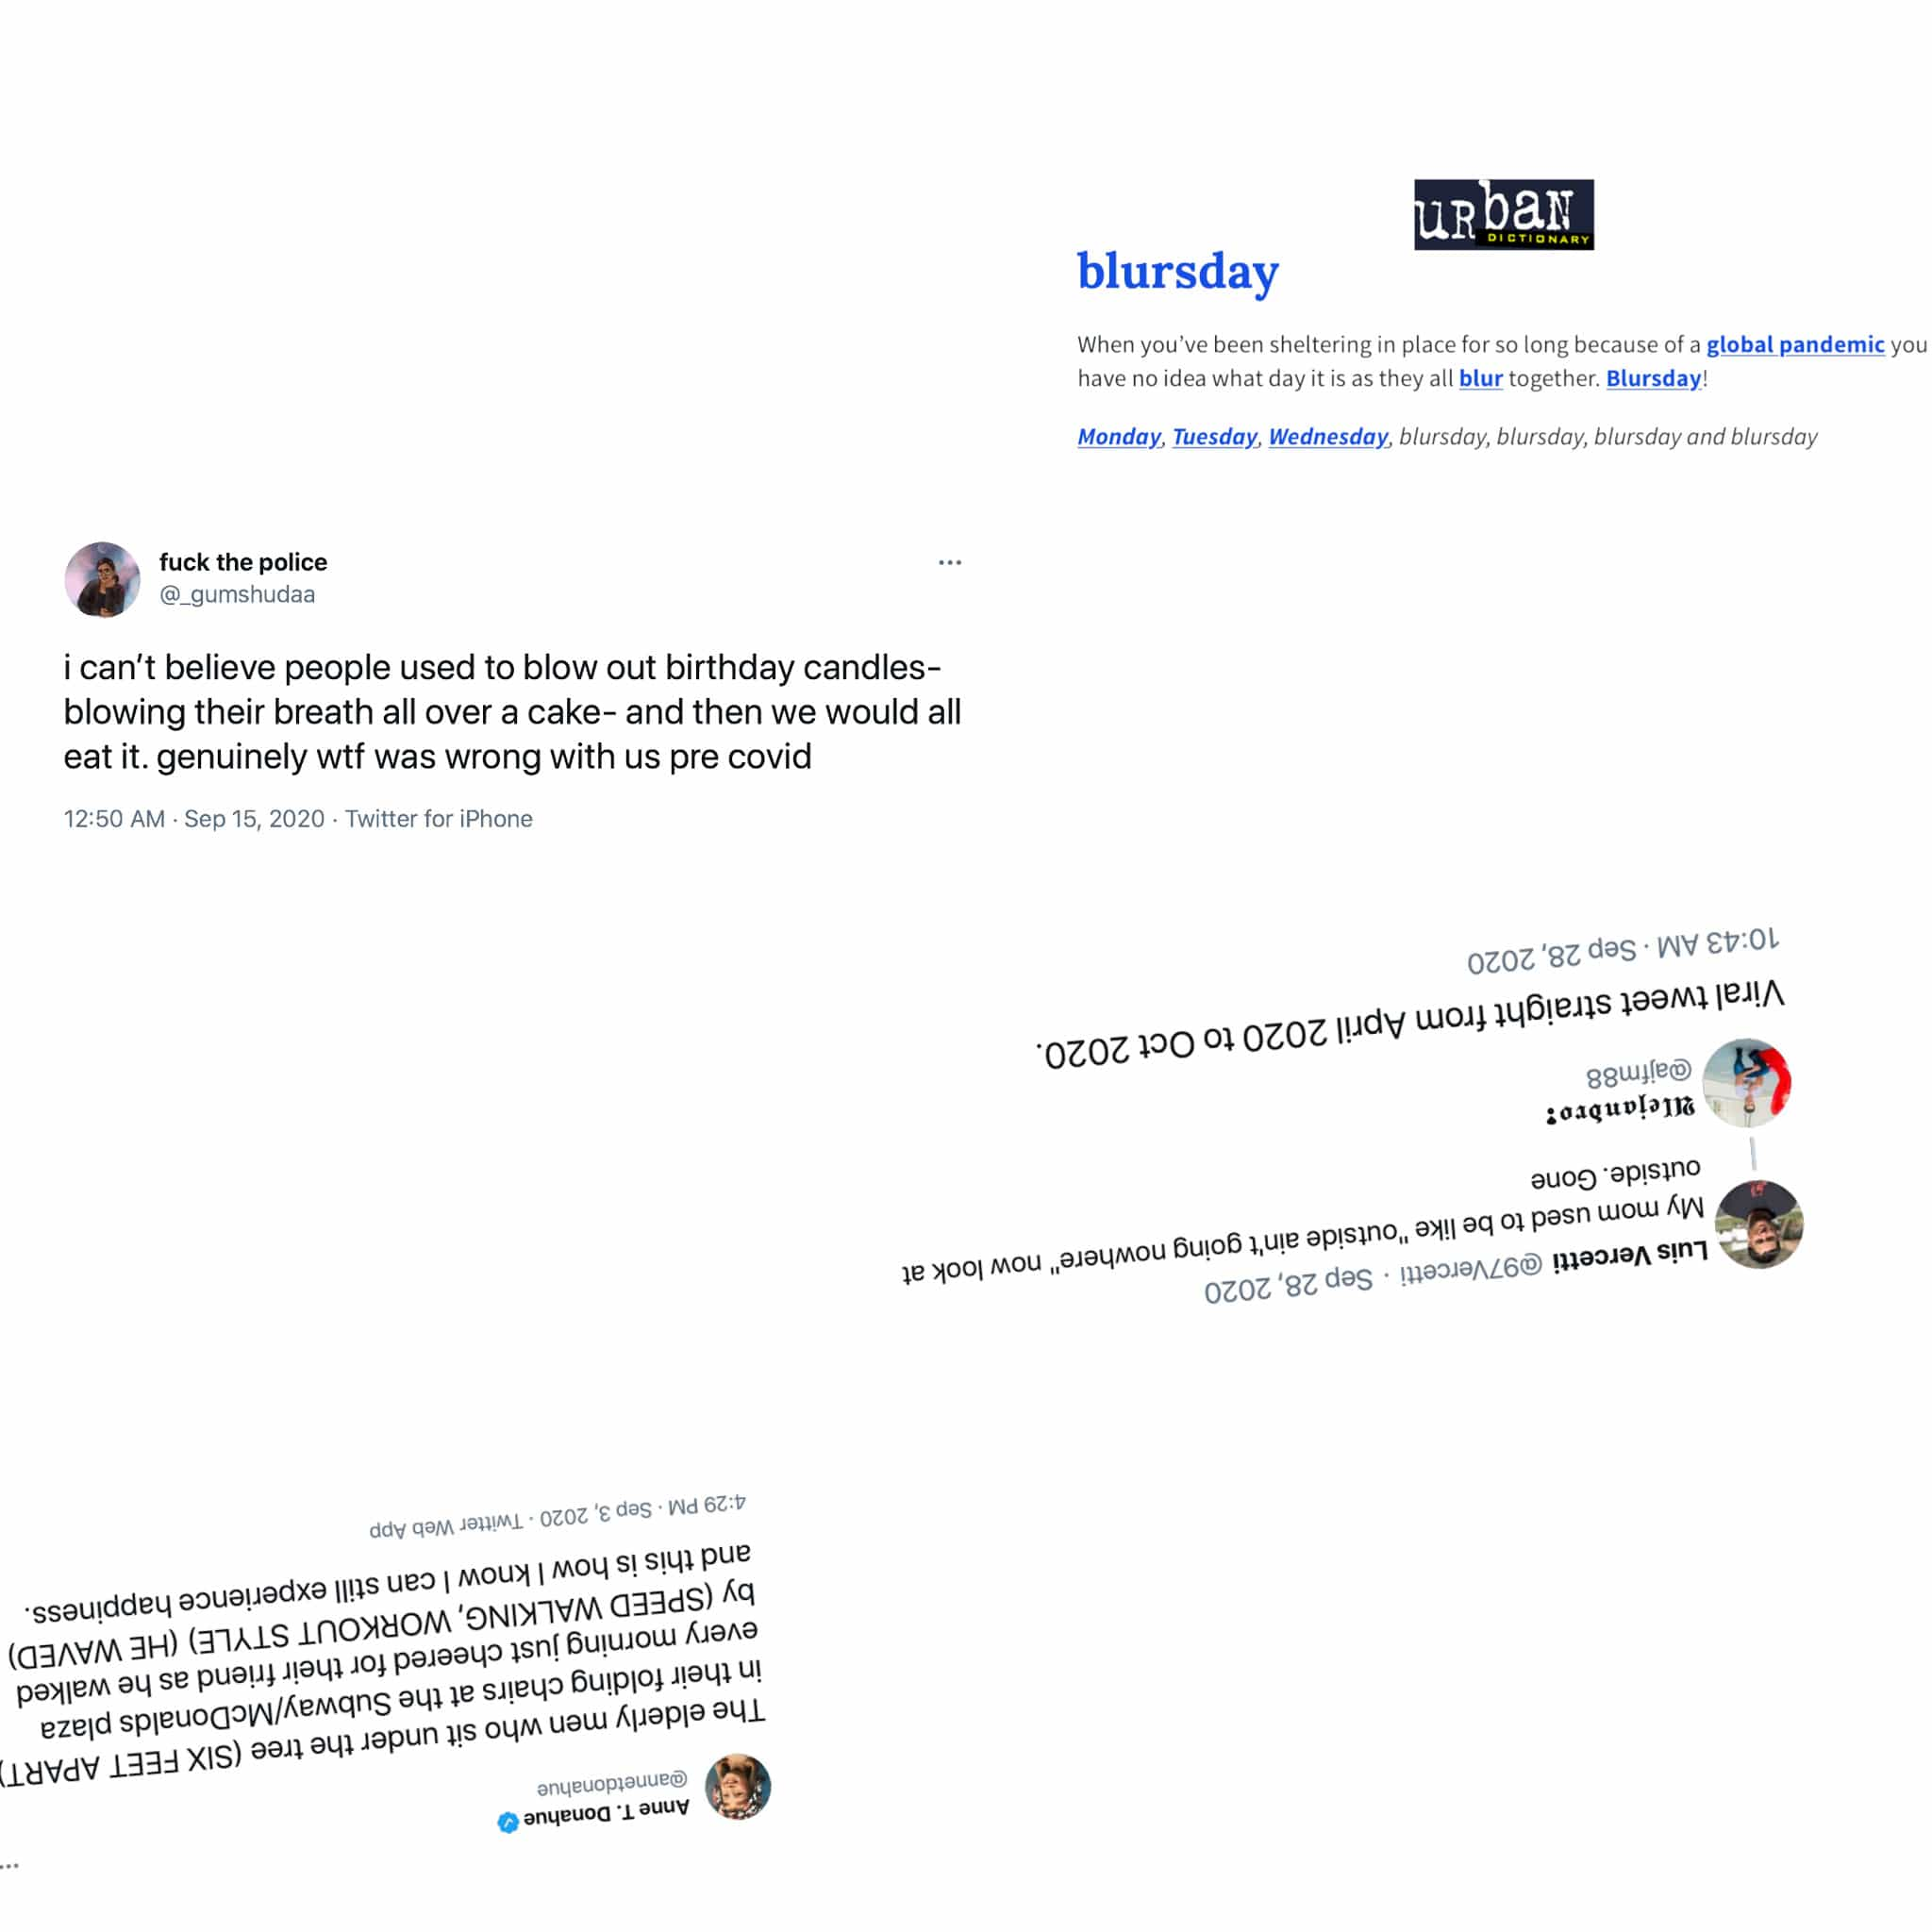 urban
DICTIONARY
blursday
When you’ve been sheltering in place for so long because of a global pandemic you
have no idea what day it is as they all blur together. Blursday!
Monday, Tuesday, Wednesday, blursday, blursday, blursday and blursday
fuck the police
@_gumshudaa
i can’t believe people used to blow out birthday candles-
blowing their breath all over a cake- and then we would all
eat it. genuinely wtf was wrong with us pre covid
12:50 AM · Sep 15, 2020 · Twitter for iPhone
Luis Vercetti @97Vercetti · Sep 28, 2020
My mom used to be like "outside ain't going nowhere" now look at
outside. Gone
Alejandro?
@ajfm88
Viral tweet straight from April 2020 to Oct 2020.
10:43 AM · Sep 28, 2020
Anne T. Donahue
@annetdonahue
The elderly men who sit under the tree (SIX FEET APART)
in their folding chairs at the Subway/McDonalds plaza
every morning just cheered for their friend as he walked
by (SPEED WALKING, WORKOUT STYLE) (HE WAVED)
and this is how I know I can still experience happiness.
4:29 PM · Sep 3, 2020 · Twitter Web App